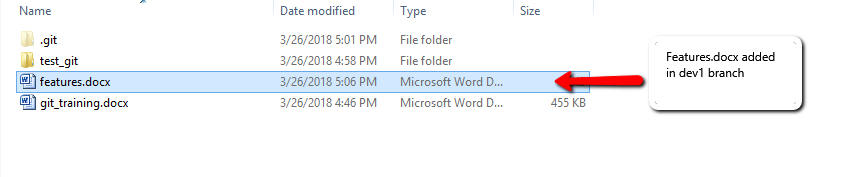 Name Date modified Type Size
.git 3/26/2018 5:01 PM File folder
test_git 3/26/2018 4:58 PM File folder
features.docx 3/26/2018 5:06 PM Microsoft Word D...
git_training.docx 3/26/2018 4:46 PM Microsoft Word D... 455 KB
Features.docx added
in dev1 branch